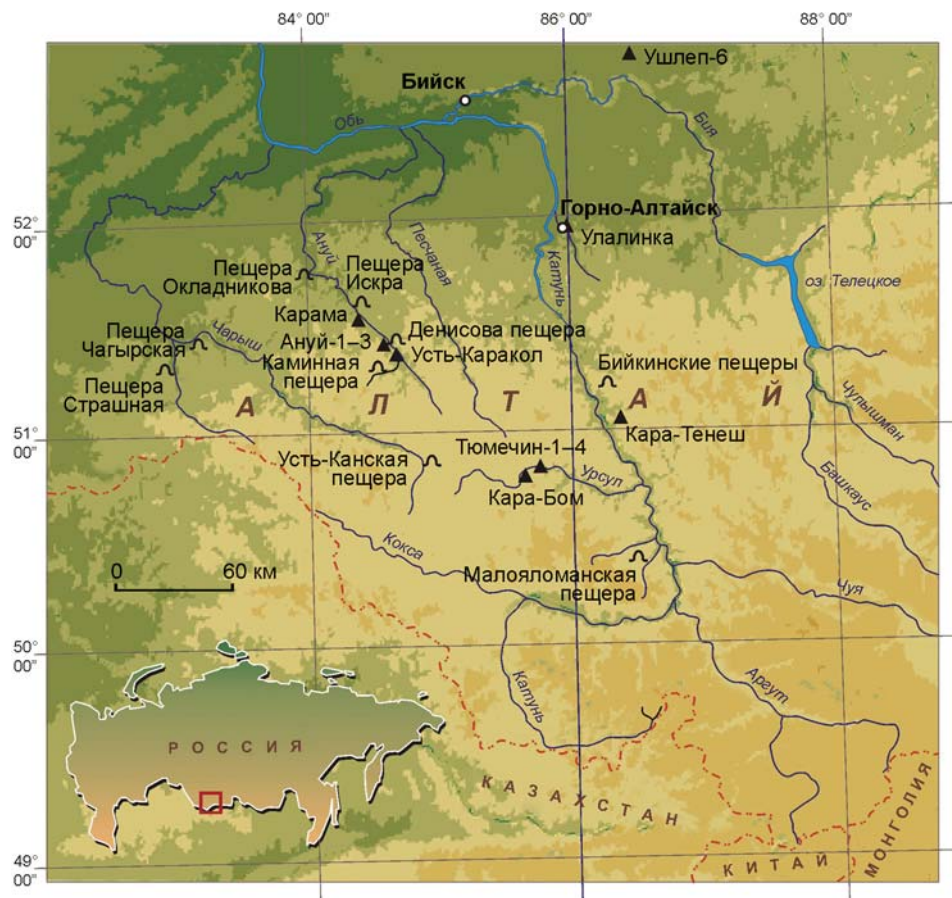 84° 00"
86° 00"
88° 00"
Ушлеп-6
Бийск
Обь
Бия
52°
00"
Горно-Алтайск
Улалинка
Ануй
Песчаная
Катунь
Пещера
Окладникова
Пещера
Искра
оз. Телецкое
Карама
Денисова пещера
Пещера
Чагырская
Чарыш
Ануй-1–3
Усть-Каракол
Каминная
пещера
Бийкинские пещеры
Пещера
Страшная
АЛТАЙ
Чулышман
51°
00"
Кара-Тенеш
Тюмечин-1–4
Усть-Канская
пещера
Урсул
Башкаус
Кара-Бом
Кокса
Малояломанская
пещера
0 60 км
Чуя
50°
00"
Аргут
Катунь
РОССИЯ
КАЗАХСТАН
МОНГОЛИЯ
КИТАЙ
49°
00"